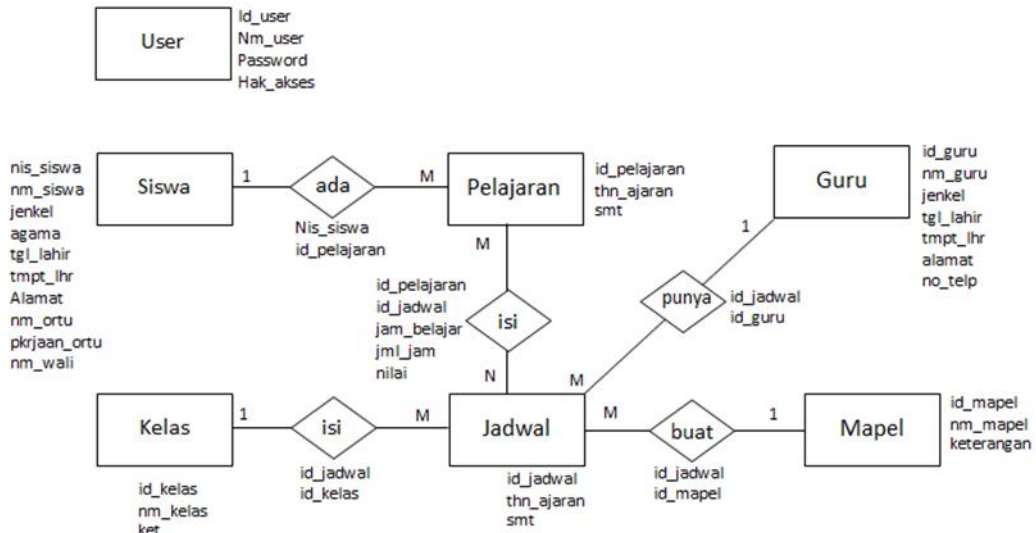 User
Id_user
Nm_user
Password
Hak_akses
nis_siswa
nm_siswa
jenkel
agama
tgl_lahir
tmpt_lhr
Alamat
nm_ortu
pkrjaan_ortu
nm_wali
Siswa
1
ada
M
Nis_siswa
id_pelajaran
Pelajaran
id_pelajaran
thn_ajaran
smt
Guru
id_guru
nm_guru
jenkel
tgl_lahir
tmpt_lhr
alamat
no_telp
1
punya
id_jadwal
id_guru
M
M
id_pelajaran
id_jadwal
jam_belajar
jml_jam
nilai
isi
N
Kelas
1
isi
M
id_jadwal
id_kelas
id_kelas
nm_kelas
ket
Jadwal
id_jadwal
thn_ajaran
smt
M
buat
1
id_jadwal
id_mapel
Mapel
id_mapel
nm_mapel
keterangan